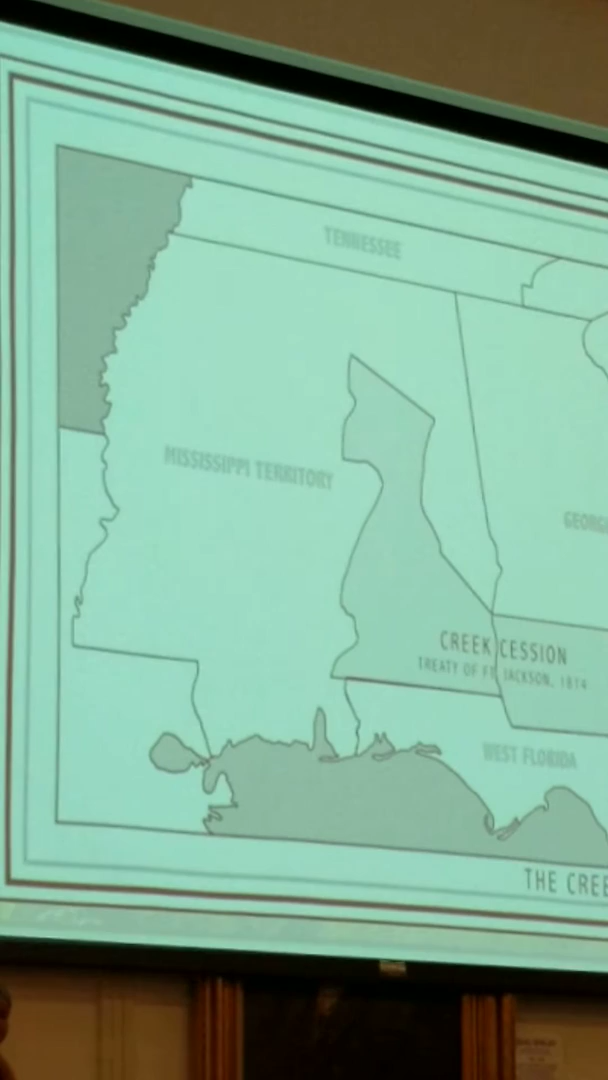 TENNESSEE
MISSISSIPPI TERRITORY
GEORG
CREEK CESSION
TREATY OF FT. JACKSON, 1814
WEST FLORIDA
THE CREE